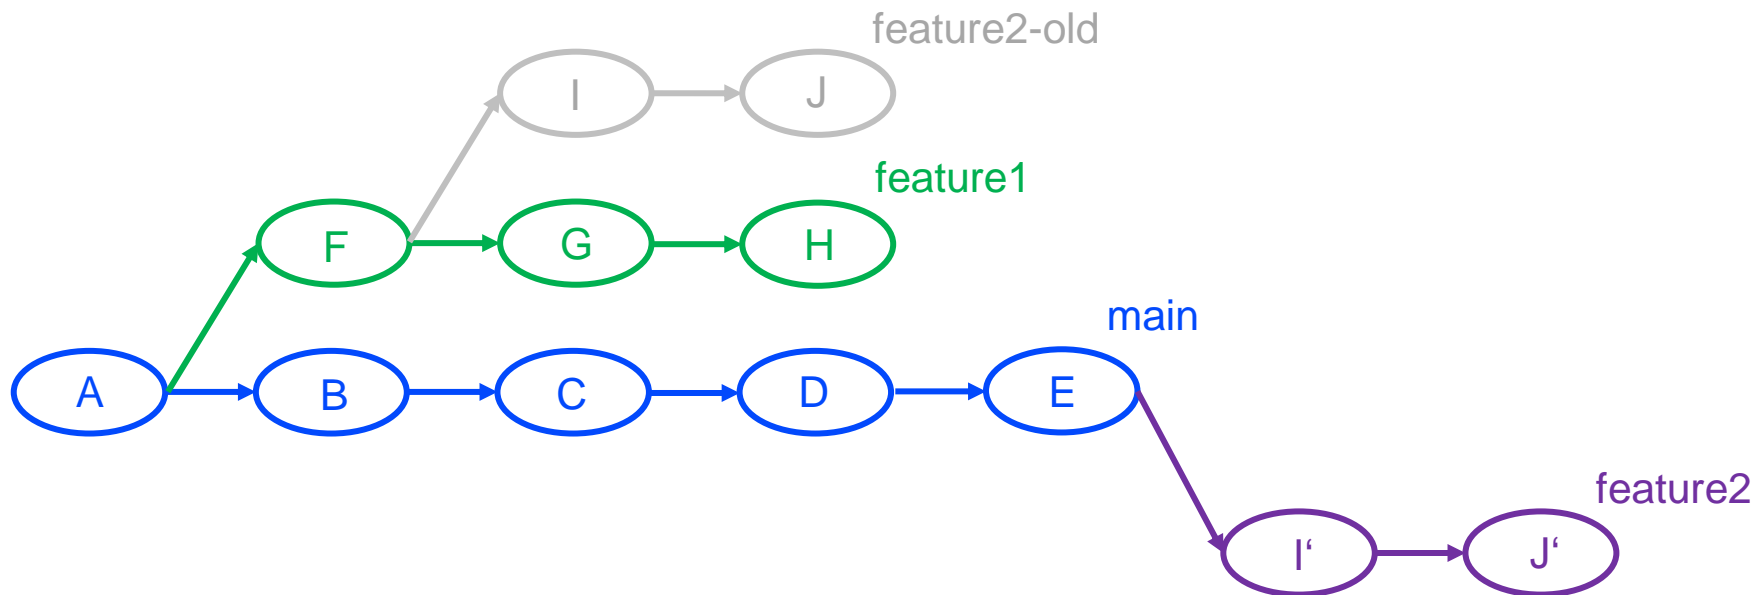 feature2-old
I
J
feature1
F
G
H
main
A
B
C
D
E
feature2
I‘
J‘